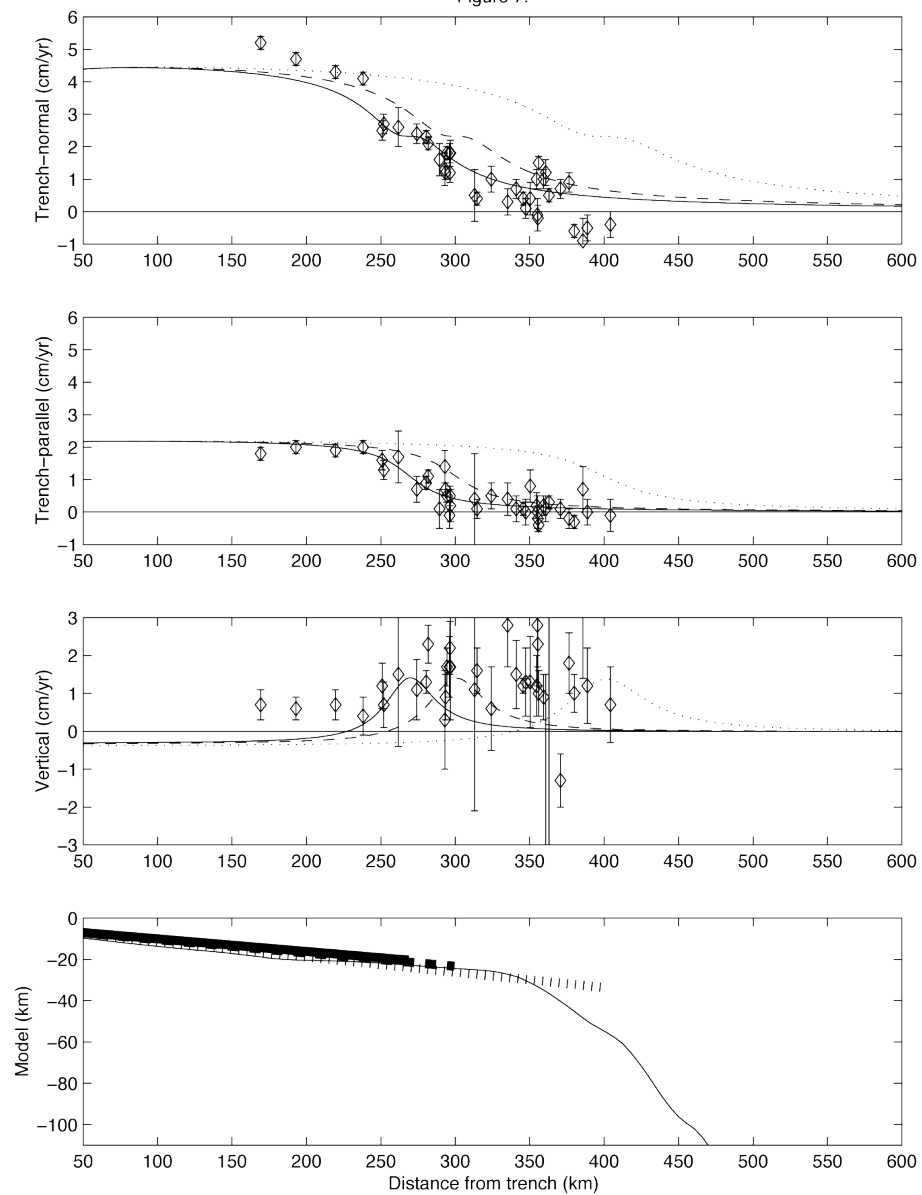 Figure 7.
6
5
4
3
2
1
0
−1
Trench−normal (cm/yr)
50 100 150 200 250 300 350 400 450 500 550 600
6
5
4
3
2
1
0
−1
Trench−parallel (cm/yr)
50 100 150 200 250 300 350 400 450 500 550 600
3
2
1
0
−1
−2
−3
Vertical (cm/yr)
50 100 150 200 250 300 350 400 450 500 550 600
0
−20
−40
−60
−80
−100
Model (km)
50 100 150 200 250 300 350 400 450 500 550 600
Distance from trench (km)